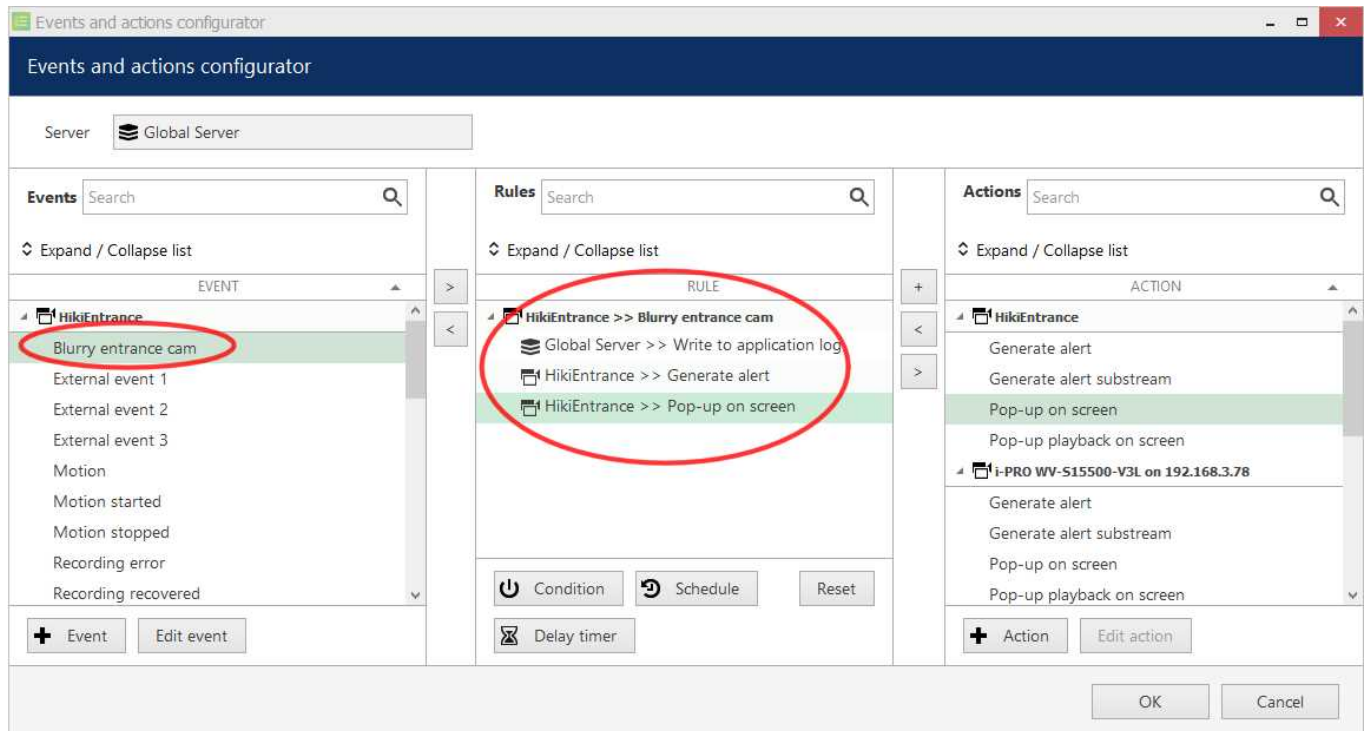 Events and actions configurator
Events and actions configurator
Server Global Server
Events Search
Expand / Collapse list
EVENT
HikiEntrance
Blurry entrance cam
External event 1
External event 2
External event 3
Motion
Motion started
Motion stopped
Recording error
Recording recovered
+ Event Edit event
>
<
Rules Search
Expand / Collapse list
RULE
HikiEntrance >> Blurry entrance cam
Global Server >> Write to application log
HikiEntrance >> Generate alert
HikiEntrance >> Pop-up on screen
Condition Schedule Reset
Delay timer
+
<
>
Actions Search
Expand / Collapse list
ACTION
HikiEntrance
Generate alert
Generate alert substream
Pop-up on screen
Pop-up playback on screen
i-PRO WV-S15500-V3L on 192.168.3.78
Generate alert
Generate alert substream
Pop-up on screen
Pop-up playback on screen
+ Action Edit action
OK Cancel